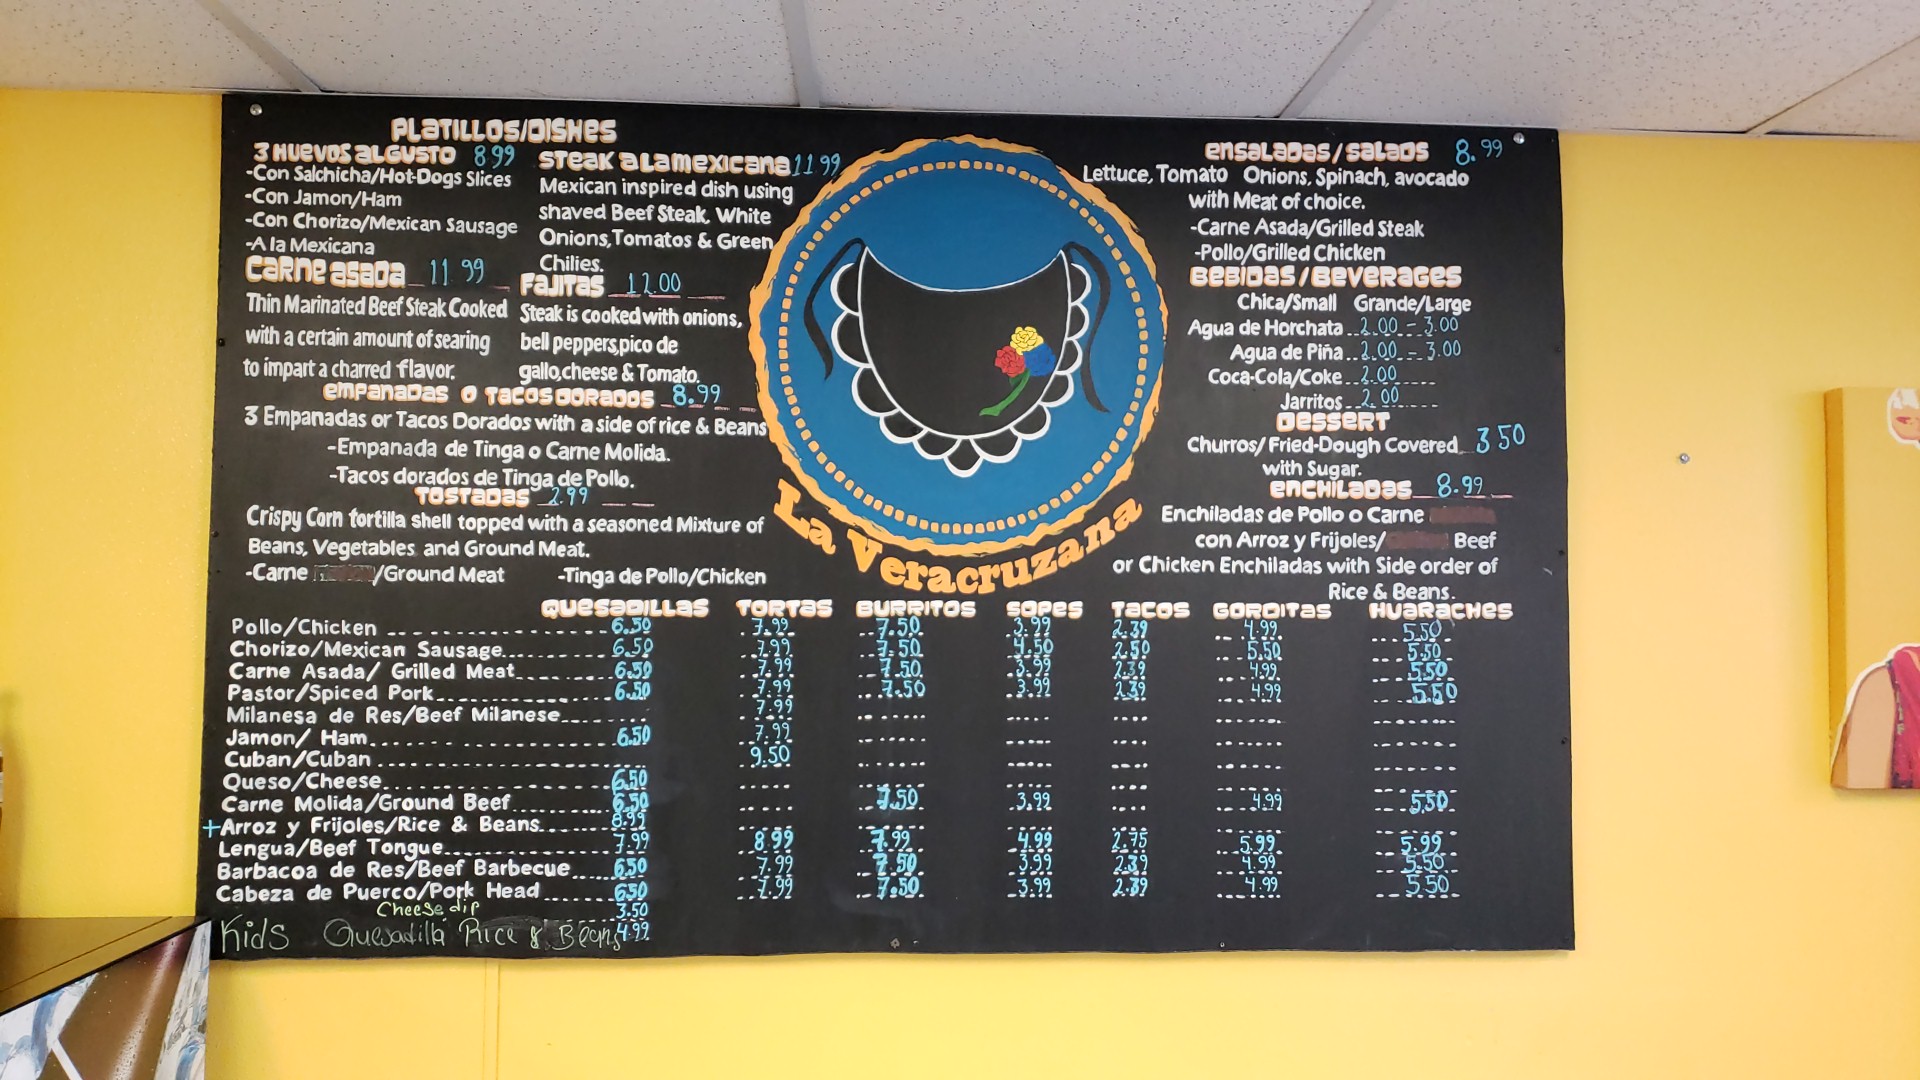 PLATILLOS/DISHES
3 HUEVOS AL GUSTO 8.99
-Con Salchicha/Hot-Dogs Slices
-Con Jamon/Ham
-Con Chorizo/Mexican Sausage
-A la Mexicana
CARNE ASADA 11.99
Thin Marinated Beef Steak Cooked
with a certain amount of searing
to impart a charred flavor.
STEAK A LA MEXICANA 11.99
Mexican inspired dish using
shaved Beef Steak, White
Onions, Tomatos & Green
Chilies.
FAJITAS 12.00
Steak is cooked with onions,
bell peppers, pico de
gallo, cheese & Tomato.
EMPANADAS O TACOS DORADOS 8.99
3 Empanadas or Tacos Dorados with a side of rice & Beans
-Empanada de Tinga o Carne Molida.
-Tacos dorados de Tinga de Pollo.
TOSTADAS 2.99
Crispy Corn tortilla shell topped with a seasoned Mixture of
Beans, Vegetables and Ground Meat.
-Carne /Ground Meat -Tinga de Pollo/Chicken
La Veracruzana
ENSALADAS/SALADS 8.99
Lettuce, Tomato Onions, Spinach, avocado
with Meat of choice.
-Carne Asada/Grilled Steak
-Pollo/Grilled Chicken
BEBIDAS/BEVERAGES
Chica/Small Grande/Large
Agua de Horchata 2.00 - 3.00
Agua de Piña 2.00 - 3.00
Coca-Cola/Coke 2.00
Jarritos 2.00
DESSERT
Churros/Fried-Dough Covered 3.50
with Sugar.
ENCHILADAS 8.99
Enchiladas de Pollo o Carne
con Arroz y Frijoles/ Beef
or Chicken Enchiladas with Side order of
Rice & Beans.
QUESADILLAS TORTAS BURRITOS SOPES TACOS GORDITAS HUARACHES
Pollo/Chicken 6.50 7.99 7.50 3.99 2.39 4.99 5.50
Chorizo/Mexican Sausage 6.50 7.99 7.50 4.50 2.50 5.50 5.50
Carne Asada/ Grilled Meat 6.50 7.99 7.50 3.99 2.39 4.99 5.50
Pastor/Spiced Pork 6.50 7.99 7.50 3.99 2.39 4.99 5.50
Milanesa de Res/Beef Milanese 7.99
Jamon/ Ham 6.50 7.99
Cuban/Cuban 9.50
Queso/Cheese 6.50
Carne Molida/Ground Beef 6.50 7.50 3.99 4.99 5.50
+Arroz y Frijoles/Rice & Beans 8.99
Lengua/Beef Tongue 7.99 8.99 7.99 4.99 2.75 5.99 5.99
Barbacoa de Res/Beef Barbecue 6.50 7.99 7.50 3.99 2.39 4.99 5.50
Cabeza de Puerco/Pork Head 6.50 7.99 7.50 3.99 2.39 4.99 5.50
Cheese dip 3.50
Kids Quesadilla Rice & Beans 4.99